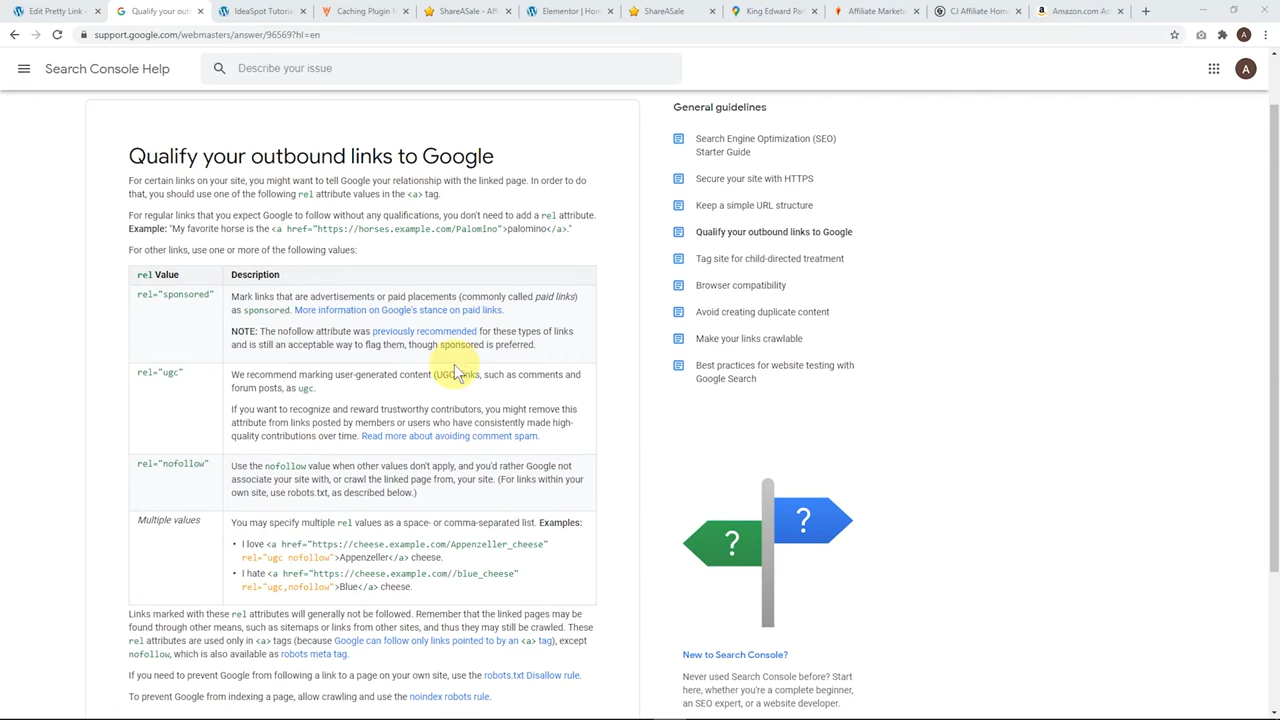 Edit Pretty Link
Qualify your out
IdeaSpot Tutori
Caching Plugin f
ShareASale - Af
Elementor | Ho
ShareASale
King Edward Par
Affiliate Market
CJ Affiliate Hom
Amazon.com As
support.google.com/webmasters/answer/96569?hl=en
A
Search Console Help
Describe your issue
A
Qualify your outbound links to Google
For certain links on your site, you might want to tell Google your relationship with the linked page. In order to do
that, you should use one of the following rel attribute values in the <a> tag.
For regular links that you expect Google to follow without any qualifications, you don't need to add a rel attribute.
Example: "My favorite horse is the <a href="https://horses.example.com/Palomino">palomino</a>."
For other links, use one or more of the following values:
rel Value
Description
rel="sponsored"
Mark links that are advertisements or paid placements (commonly called paid links)
as sponsored. More information on Google's stance on paid links.
NOTE: The nofollow attribute was previously recommended for these types of links
and is still an acceptable way to flag them, though sponsored is preferred.
rel="ugc"
We recommend marking user-generated content (UGC) links, such as comments and
forum posts, as ugc.
If you want to recognize and reward trustworthy contributors, you might remove this
attribute from links posted by members or users who have consistently made high-
quality contributions over time. Read more about avoiding comment spam.
rel="nofollow"
Use the nofollow value when other values don't apply, and you'd rather Google not
associate your site with, or crawl the linked page from, your site. (For links within your
own site, use robots.txt, as described below.)
Multiple values
You may specify multiple rel values as a space- or comma-separated list. Examples:
• I love <a href="https://cheese.example.com/Appenzeller_cheese"
rel="ugc nofollow">Appenzeller</a> cheese.
• I hate <a href="https://cheese.example.com//blue_cheese"
rel="ugc,nofollow">Blue</a> cheese.
Links marked with these rel attributes will generally not be followed. Remember that the linked pages may be
found through other means, such as sitemaps or links from other sites, and thus they may still be crawled. These
rel attributes are used only in <a> tags (because Google can follow only links pointed to by an <a> tag), except
nofollow, which is also available as robots meta tag.
If you need to prevent Google from following a link to a page on your own site, use the robots.txt Disallow rule.
To prevent Google from indexing a page, allow crawling and use the noindex robots rule.
General guidelines
Search Engine Optimization (SEO)
Starter Guide
Secure your site with HTTPS
Keep a simple URL structure
Qualify your outbound links to Google
Tag site for child-directed treatment
Browser compatibility
Avoid creating duplicate content
Make your links crawlable
Best practices for website testing with
Google Search
?
?
New to Search Console?
Never used Search Console before? Start
here, whether you're a complete beginner,
an SEO expert, or a website developer.